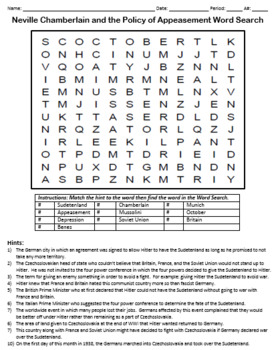 Name: Date: Period: A#:
Neville Chamberlain and the Policy of Appeasement Word Search
S C O C T O B E R T L K
O N H C I N U M J J T D
V Q O A T Y J B Z N N L
I B M I M R M N E A L T
E M N U S B T M L N X V
T M J I S S E N Z J E N
U K T T A S E R D L D S
N R Q Z A T O R L Q Z J
I R L E E K I L P A N T
O T P D M T D R I E I D
N P U X D T G M B N D N
A S B P Z N K M T R I Y
Instructions: Match the hint to the word then find the word in the Word Search.
# Sudetenland # Chamberlain # Munich
# Appeasement # Mussolini # October
# Depression # Soviet Union # Britain
# Benes
Hints:
1) The German city in which an agreement was signed to allow Hitler to have the Sudetenland as long as he promised to not take any more territory.
2) The Czechoslovakian head of state who couldn't believe that Britain, France, and the Soviet Union would not stand up to Hitler. He was not invited to the four power conference in which the four powers decided to give the Sudetenland to Hitler.
3) The term for giving an enemy something in order to avoid a fight. For example, giving Hitler the Sudetenland to avoid war.
4) Hitler knew that France and Britain hated this communist country more so than fascist Germany.
5) The British Prime Minister who at first decided that Hitler could not have the Sudetenland without going to war with France and Britain.
6) The Italian Prime Minister who suggested the four power conference to determine the fate of the Sudetenland.
7) The worldwide event in which many people lost their jobs. Germans affected by this event complained that they would be better off under Hitler rather than remaining as a part of Czechoslovakia.
8) The area of land given to Czechoslovakia at the end of WWI that Hitler wanted returned to Germany.
9) This country along with France and Soviet Union might have decided to fight with Czechoslovakia if Germany and Czechoslovakia went to war over the Sudetenland.
10) On the first day of this month in 1938, the Germans marched into Czechoslovakia and took over the Sudetenland.